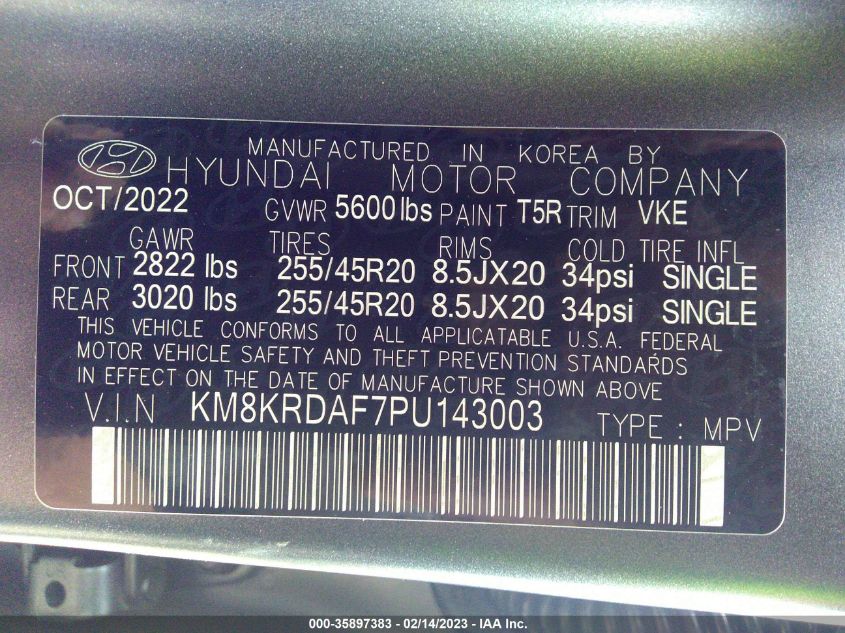 MANUFACTURED IN KOREA BY
HYUNDAI MOTOR COMPANY
OCT/2022 GVWR 5600lbs PAINT T5R TRIM VKE
GAWR TIRES RIMS COLD TIRE INFL
FRONT 2822 lbs 255/45R20 8.5JX20 34psi SINGLE
REAR 3020 lbs 255/45R20 8.5JX20 34psi SINGLE
THIS VEHICLE CONFORMS TO ALL APPLICATABLE U.S.A. FEDERAL
MOTOR VEHICLE SAFETY AND THEFT PREVENTION STANDARDS
IN EFFECT ON THE DATE OF MANUFACTURE SHOWN ABOVE
V.I.N KM8KRDAF7PU143003 TYPE : MPV
000-35897383 - 02/14/2023 - IAA Inc.